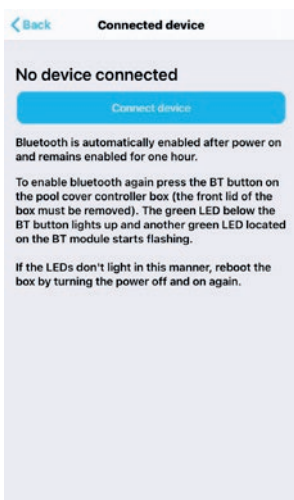 Back
Connected device
No device connected
Connect device
Bluetooth is automatically enabled after power on
and remains enabled for one hour.
To enable bluetooth again press the BT button on
the pool cover controller box (the front lid of the
box must be removed). The green LED below the
BT button lights up and another green LED located
on the BT module starts flashing.
If the LEDs don't light in this manner, reboot the
box by turning the power off and on again.